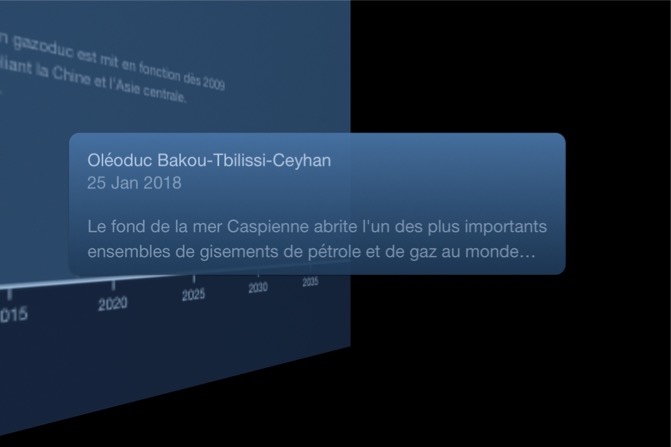 gazoduc est mit en fonction dès 2009
liant la Chine et l'Asie centrale.
Oléoduc Bakou-Tbilissi-Ceyhan
25 Jan 2018
Le fond de la mer Caspienne abrite l'un des plus importants
ensembles de gisements de pétrole et de gaz au monde…
015 2020 2025 2030 2035